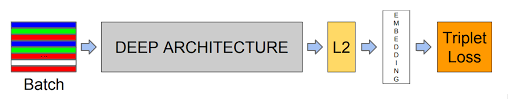 Batch
DEEP ARCHITECTURE
L2
EMBEDDING
Triplet
Loss